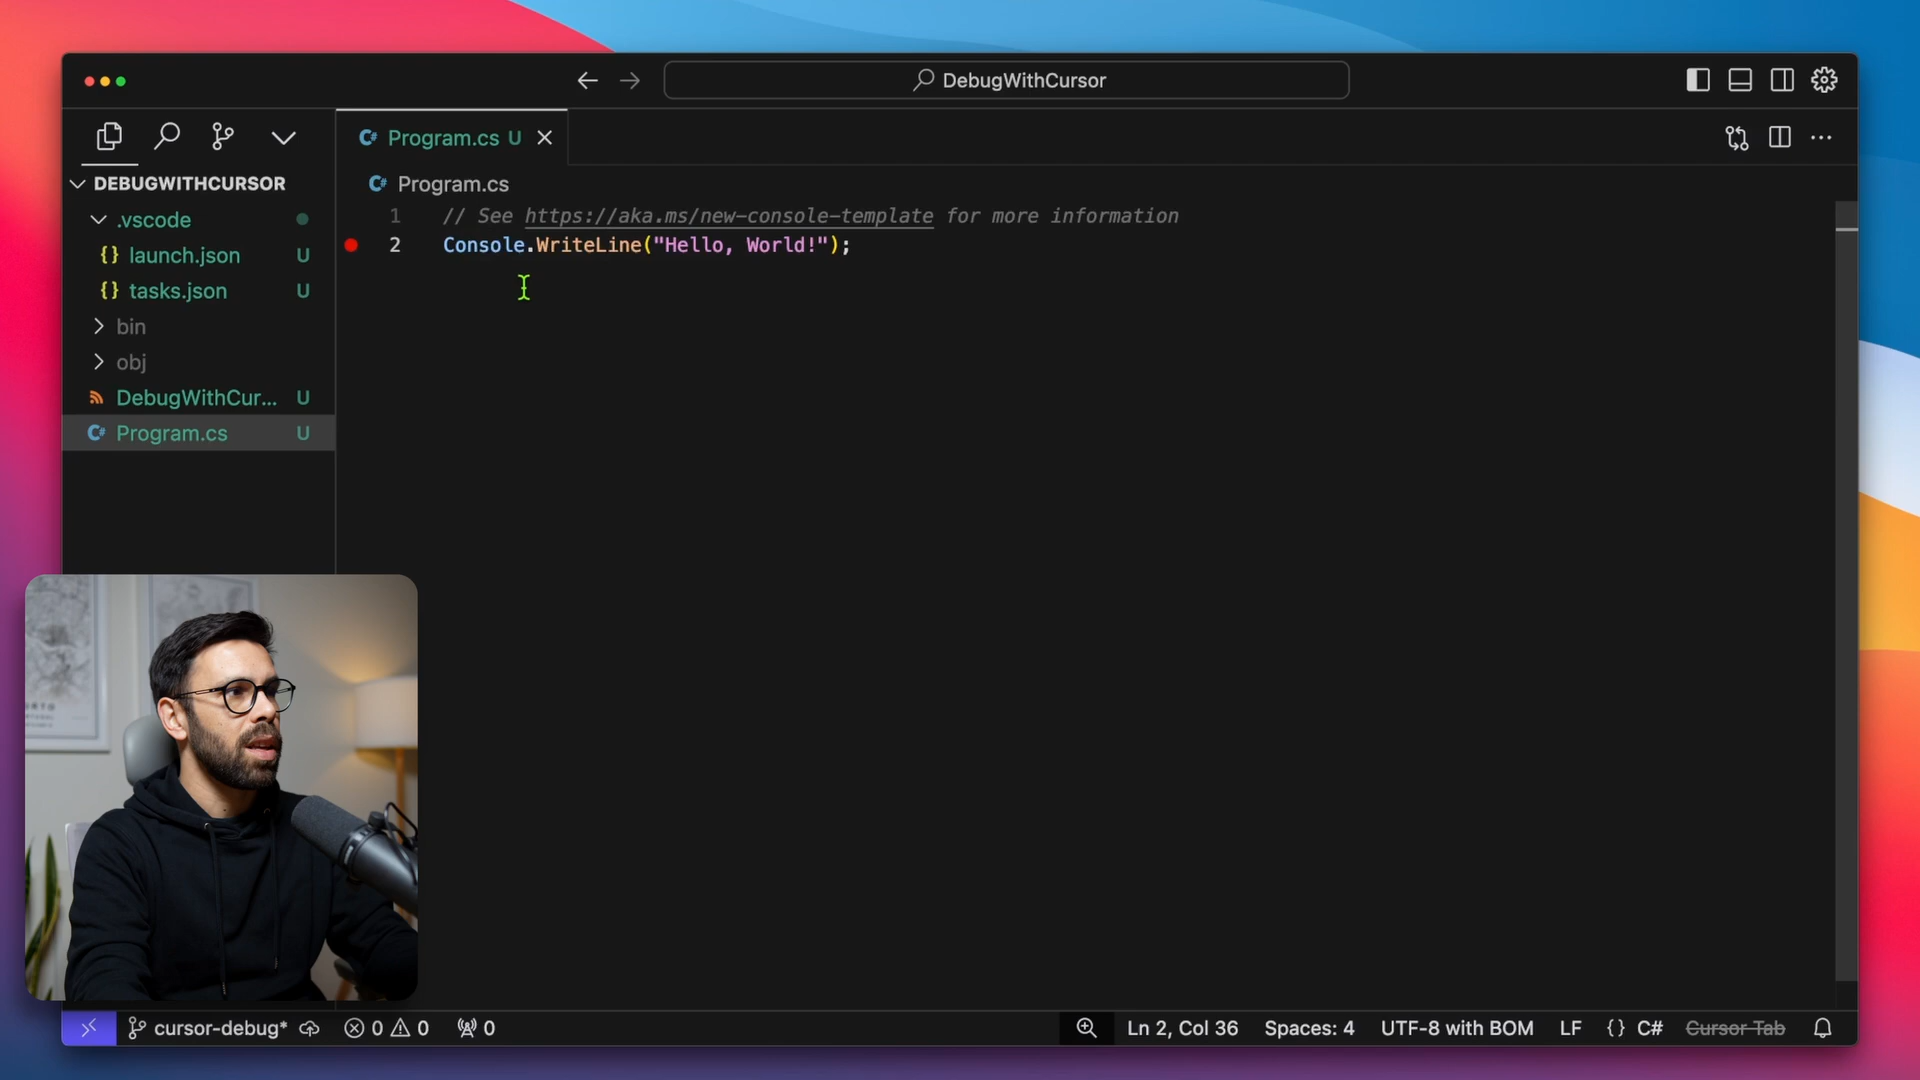 DebugWithCursor
Program.cs U
DEBUGWITHCURSOR
.vscode
{} launch.json U
{} tasks.json U
bin
obj
DebugWithCur... U
C# Program.cs U
C# Program.cs
1 // See https://aka.ms/new-console-template for more information
2 Console.WriteLine("Hello, World!");
cursor-debug* 0 0 0 Ln 2, Col 36 Spaces: 4 UTF-8 with BOM LF {} C# Cursor Tab